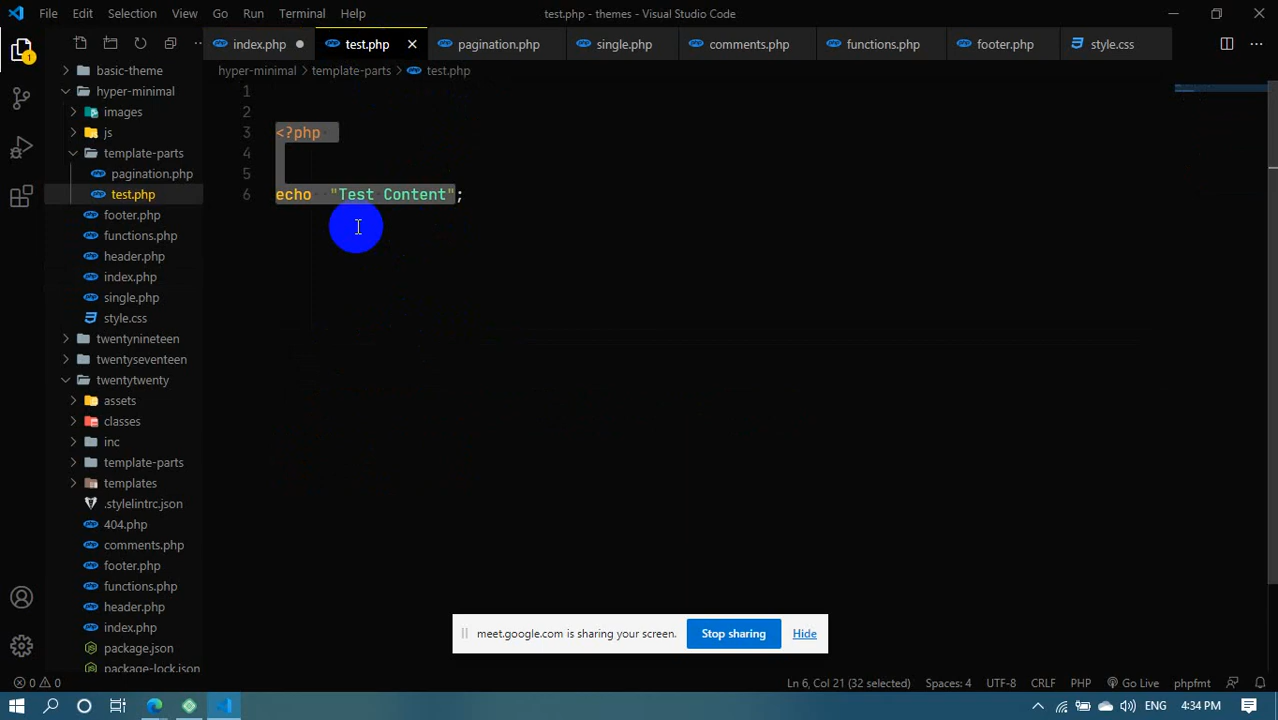 File Edit Selection View Go Run Terminal Help
test.php - themes - Visual Studio Code
index.php
test.php
pagination.php
single.php
comments.php
functions.php
footer.php
style.css
hyper-minimal > template-parts > test.php
1
basic-theme
hyper-minimal
images
js
template-parts
pagination.php
test.php
footer.php
functions.php
header.php
index.php
single.php
style.css
twentynineteen
twentyseventeen
twentytwenty
assets
classes
inc
template-parts
templates
.stylelintrc.json
404.php
comments.php
footer.php
functions.php
header.php
index.php
package.json
package-lock.json
1
2
3 <?php
4
5
6 echo "Test Content";
meet.google.com is sharing your screen. Stop sharing Hide
0 0
Ln 6, Col 21 (32 selected) Spaces: 4 UTF-8 CRLF PHP Go Live phpfmt
ENG 4:34 PM